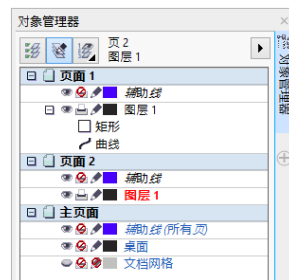 对象管理器
页 2
图层 1
页面 1
辅助线
图层 1
矩形
曲线
页面 2
辅助线
图层 1
主页面
辅助线(所有页)
桌面
文档网格
对象管理器